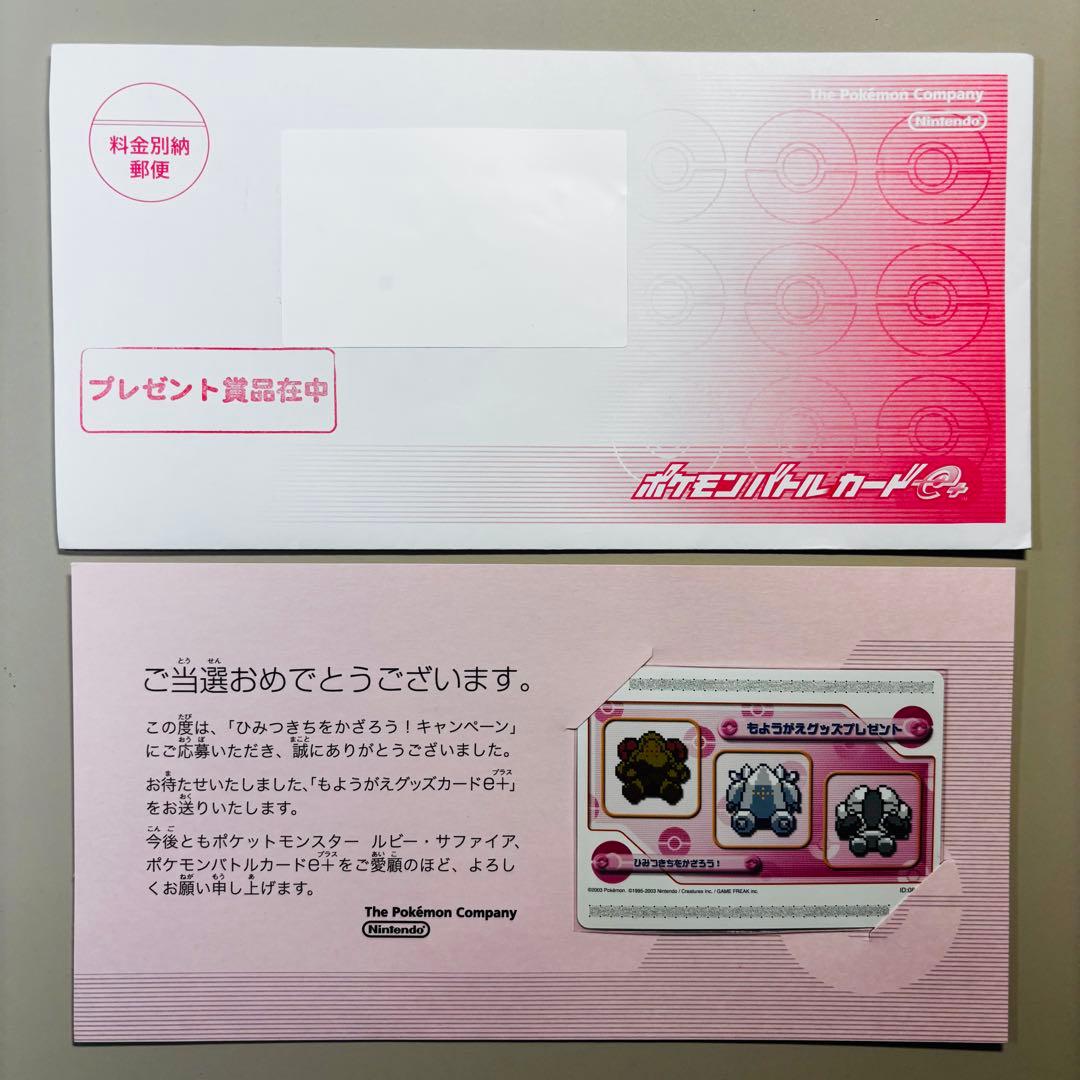 The Pokémon Company
Nintendo
料金別納
郵便
プレゼント賞品在中
ポケモンバトルカードe+
ご当選おめでとうございます。
この度は、「ひみつきちをかざろう！キャンペーン」
にご応募いただき、誠にありがとうございました。
お待たせいたしました、「もようがえグッズカードe+」
をお送りいたします。
今後ともポケットモンスター ルビー・サファイア、
ポケモンバトルカードe+をご愛顧のほど、よろし
くお願い申し上げます。
The Pokémon Company
Nintendo
もようがえグッズプレゼント
ひみつきちをかざろう！
©2003 Pokémon. ©1995-2003 Nintendo / Creatures inc. / GAME FREAK inc.